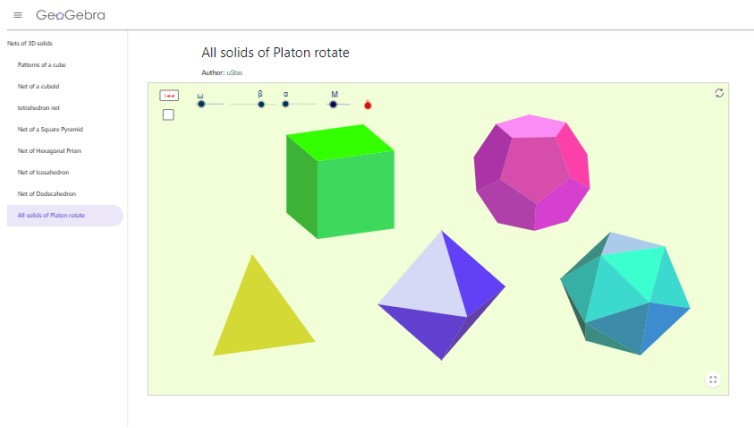 GeoGebra
Nets of 3D solids
Patterns of a cube
Net of a cuboid
tetrahedron net
Net of a Square Pyramid
Net of Hexagonal Prism
Net of Icosahedron
Net of Dodecahedron
All solids of Platon rotate
All solids of Platon rotate
Author: uStas
ω β α M